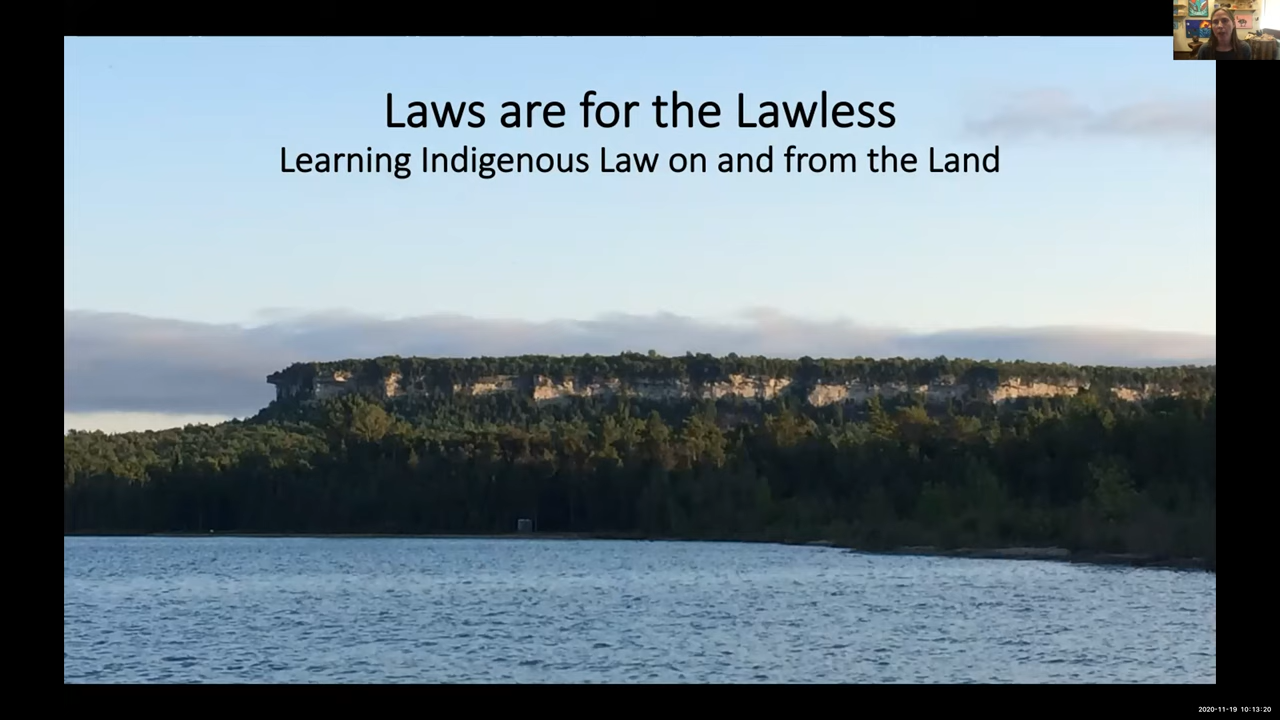 Laws are for the Lawless
Learning Indigenous Law on and from the Land
2020-11-19 10:13:20